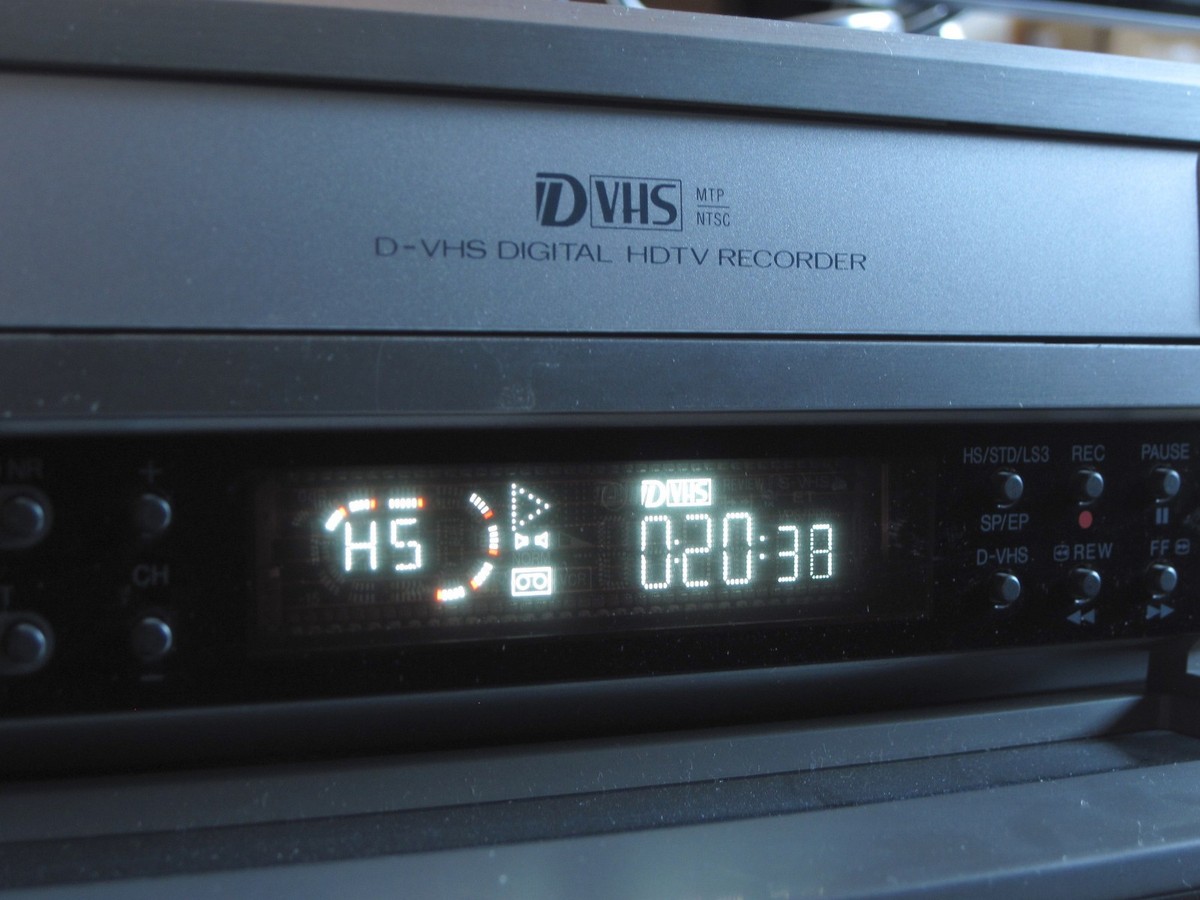 D VHS MTP
NTSC
D-VHS DIGITAL HDTV RECORDER
NR HS/STD/LS3 REC PAUSE
+
D VHS
HS 0:20:38
SP/EP
CH D-VHS REW FF
−